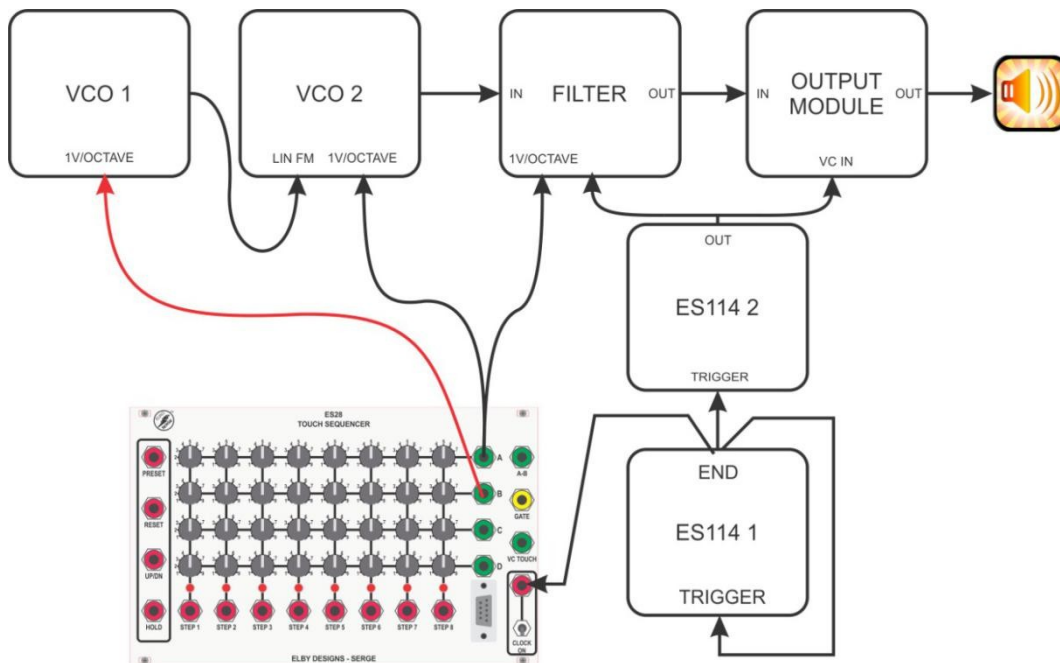 VCO 1
1V/OCTAVE
VCO 2
LIN FM 1V/OCTAVE
IN FILTER OUT
1V/OCTAVE
IN OUTPUT MODULE OUT
VC IN
OUT
ES114 2
TRIGGER
END
ES114 1
TRIGGER
ES28
TOUCH SEQUENCER
PRESET
RESET
UP/DN
HOLD
A
B
C
D
A-B
GATE
VC TOUCH
CLOCK
ON
STEP 1 STEP 2 STEP 3 STEP 4 STEP 5 STEP 6 STEP 7 STEP 8
ELBY DESIGNS - SERGE